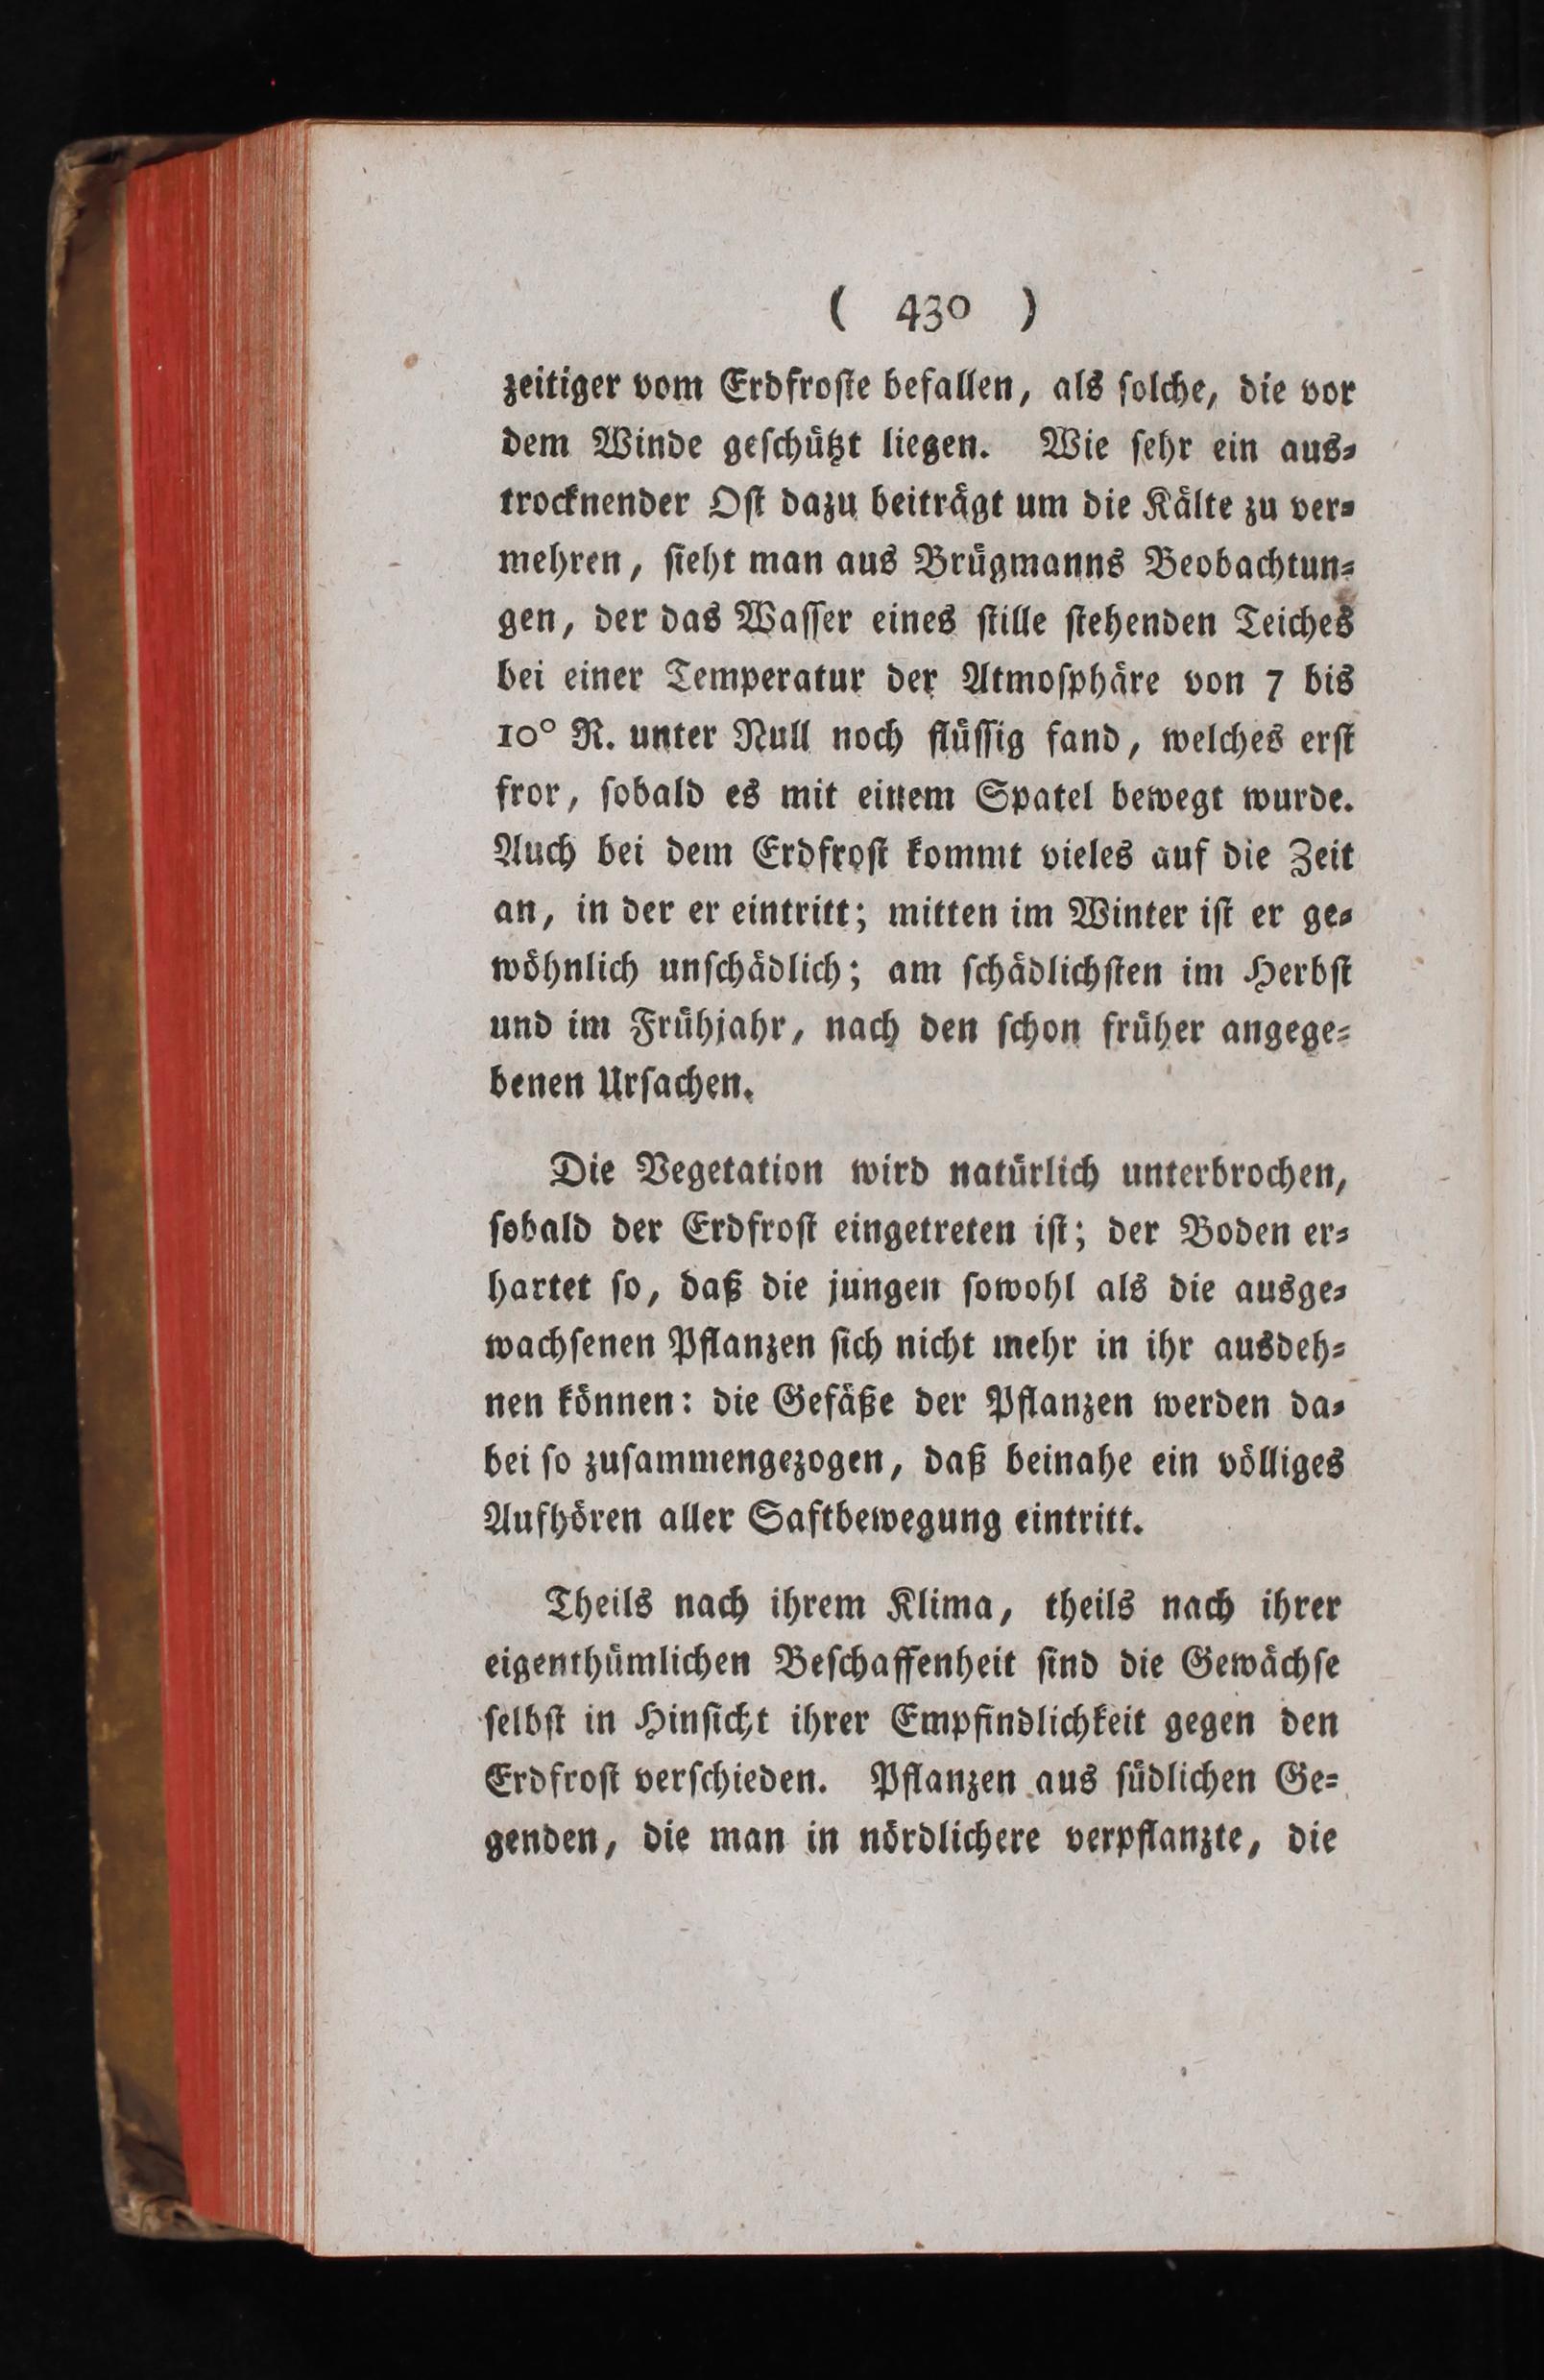 ( 430 )
zeitiger vom Erdfroſte befallen, als ſolche, die vor
dem Winde geſchützt liegen. Wie ſehr ein aus⸗
trocknender Oſt dazu beiträgt um die Kälte zu ver⸗
mehren, ſieht man aus Brügmanns Beobachtun⸗
gen, der das Waſſer eines ſtille ſtehenden Teiches
bei einer Temperatur der Atmoſphäre von 7 bis
10° R. unter Null noch flüſſig fand, welches erſt
fror, ſobald es mit einem Spatel bewegt wurde.
Auch bei dem Erdfroſt kommt vieles auf die Zeit
an, in der er eintritt; mitten im Winter iſt er ge⸗
wöhnlich unſchädlich; am ſchädlichſten im Herbſt
und im Frühjahr, nach den ſchon früher angege⸗
benen Urſachen.
Die Vegetation wird natürlich unterbrochen,
ſobald der Erdfroſt eingetreten iſt; der Boden er⸗
hartet ſo, daß die jungen ſowohl als die ausge⸗
wachſenen Pflanzen ſich nicht mehr in ihr ausdeh⸗
nen können: die Gefäße der Pflanzen werden da⸗
bei ſo zuſammengezogen, daß beinahe ein völliges
Aufhören aller Saftbewegung eintritt.
Theils nach ihrem Klima, theils nach ihrer
eigenthümlichen Beſchaffenheit ſind die Gewächſe
ſelbſt in Hinſicht ihrer Empfindlichkeit gegen den
Erdfroſt verſchieden. Pflanzen aus ſüdlichen Ge⸗
genden, die man in nördlichere verpflanzte, die